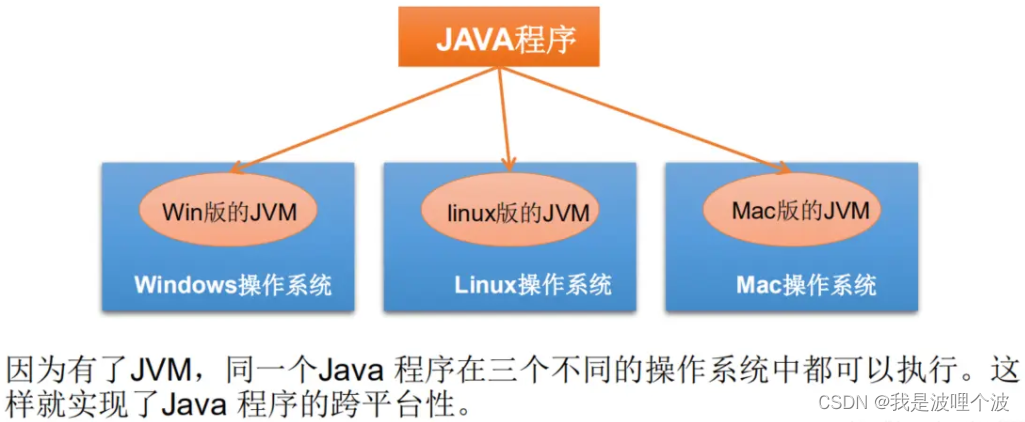 JAVA程序
Win版的JVM
linux版的JVM
Mac版的JVM
Windows操作系统
Linux操作系统
Mac操作系统
因为有了JVM，同一个Java 程序在三个不同的操作系统中都可以执行。这
样就实现了Java 程序的跨平台性。
CSDN @我是波哩个波